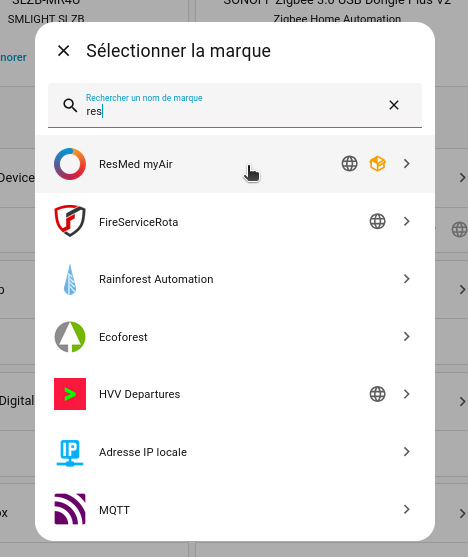 SLZB-MR4U
SMLIGHT SLZB
SONOFF Zigbee 3.0 USB Dongle Plus V2
Zigbee Home Automation
norer
Sélectionner la marque
Rechercher un nom de marque
res
ResMed myAir
Device
FireServiceRota
Rainforest Automation
Ecoforest
HVV Departures
Digital
Adresse IP locale
MQTT